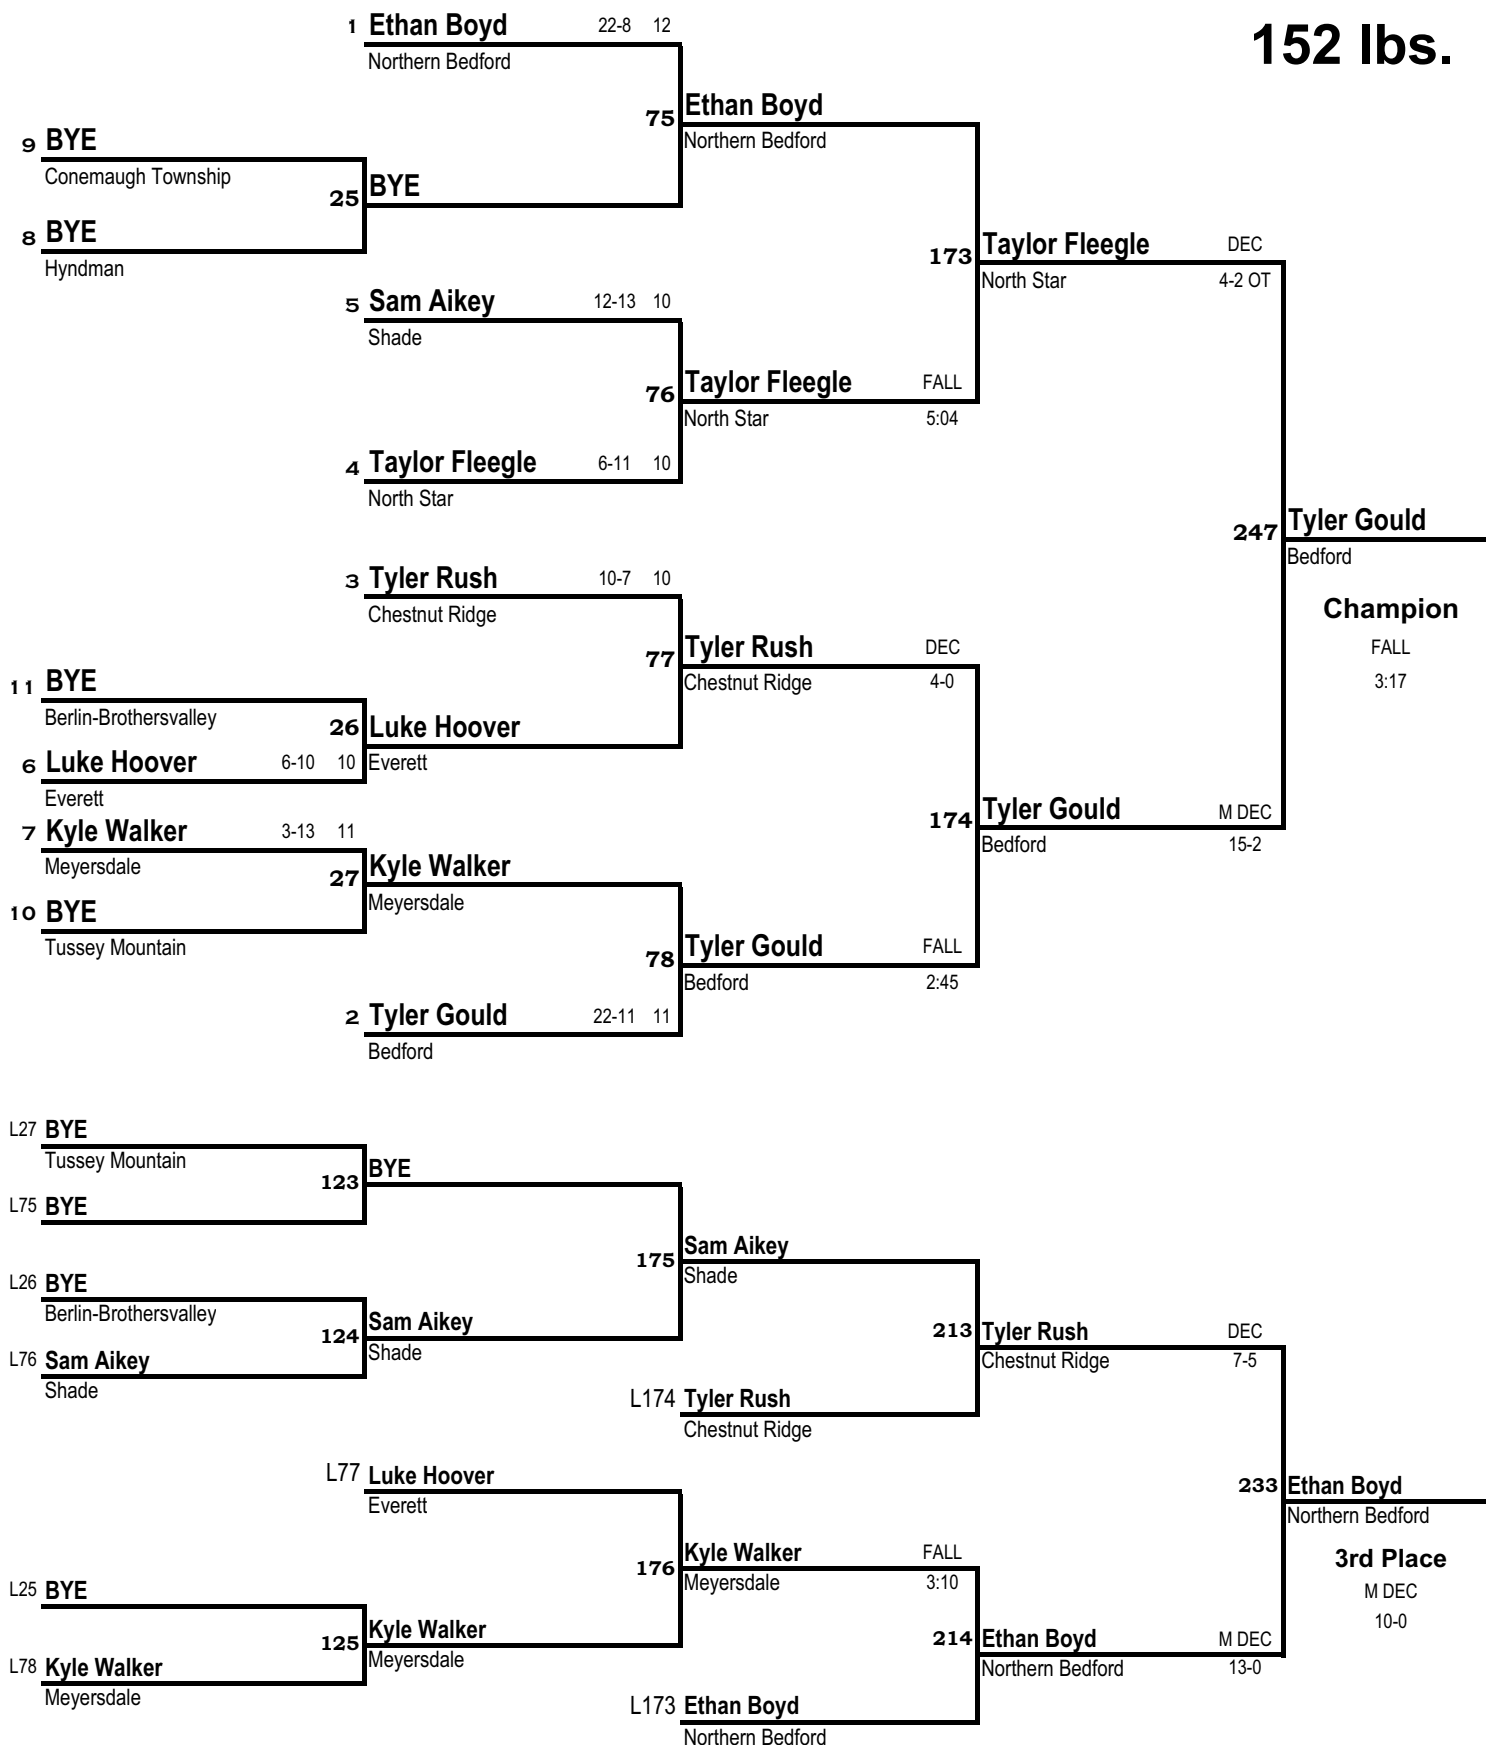 152 lbs.
1 Ethan Boyd 22-8 12
Northern Bedford
75 Ethan Boyd
Northern Bedford
9 BYE
Conemaugh Township
25 BYE
8 BYE
Hyndman
173 Taylor Fleegle DEC
North Star 4-2 OT
5 Sam Aikey 12-13 10
Shade
76 Taylor Fleegle FALL
North Star 5:04
4 Taylor Fleegle 6-11 10
North Star
247 Tyler Gould
Bedford
Champion
FALL
3:17
3 Tyler Rush 10-7 10
Chestnut Ridge
77 Tyler Rush DEC
Chestnut Ridge 4-0
11 BYE
Berlin-Brothersvalley
26 Luke Hoover
Everett
6 Luke Hoover 6-10 10
Everett
174 Tyler Gould M DEC
Bedford 15-2
7 Kyle Walker 3-13 11
Meyersdale
27 Kyle Walker
Meyersdale
10 BYE
Tussey Mountain
78 Tyler Gould FALL
Bedford 2:45
2 Tyler Gould 22-11 11
Bedford
L27 BYE
Tussey Mountain
123 BYE
L75 BYE
175 Sam Aikey
Shade
L26 BYE
Berlin-Brothersvalley
124 Sam Aikey
Shade
L76 Sam Aikey
Shade
213 Tyler Rush DEC
Chestnut Ridge 7-5
L174 Tyler Rush
Chestnut Ridge
L77 Luke Hoover
Everett
233 Ethan Boyd
Northern Bedford
3rd Place
M DEC
10-0
176 Kyle Walker FALL
Meyersdale 3:10
L25 BYE
125 Kyle Walker
Meyersdale
L78 Kyle Walker
Meyersdale
214 Ethan Boyd M DEC
Northern Bedford 13-0
L173 Ethan Boyd
Northern Bedford